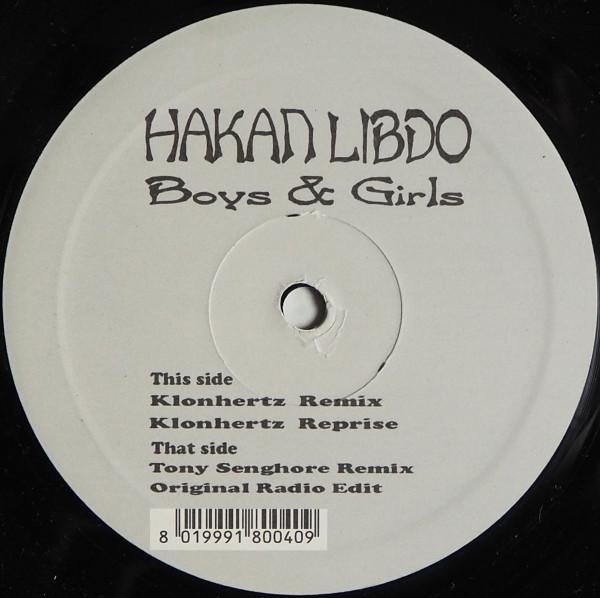 HAKAN LIBDO
Boys & Girls
This side
Klonhertz Remix
Klonhertz Reprise
That side
Tony Senghore Remix
Original Radio Edit
8 019991 800409